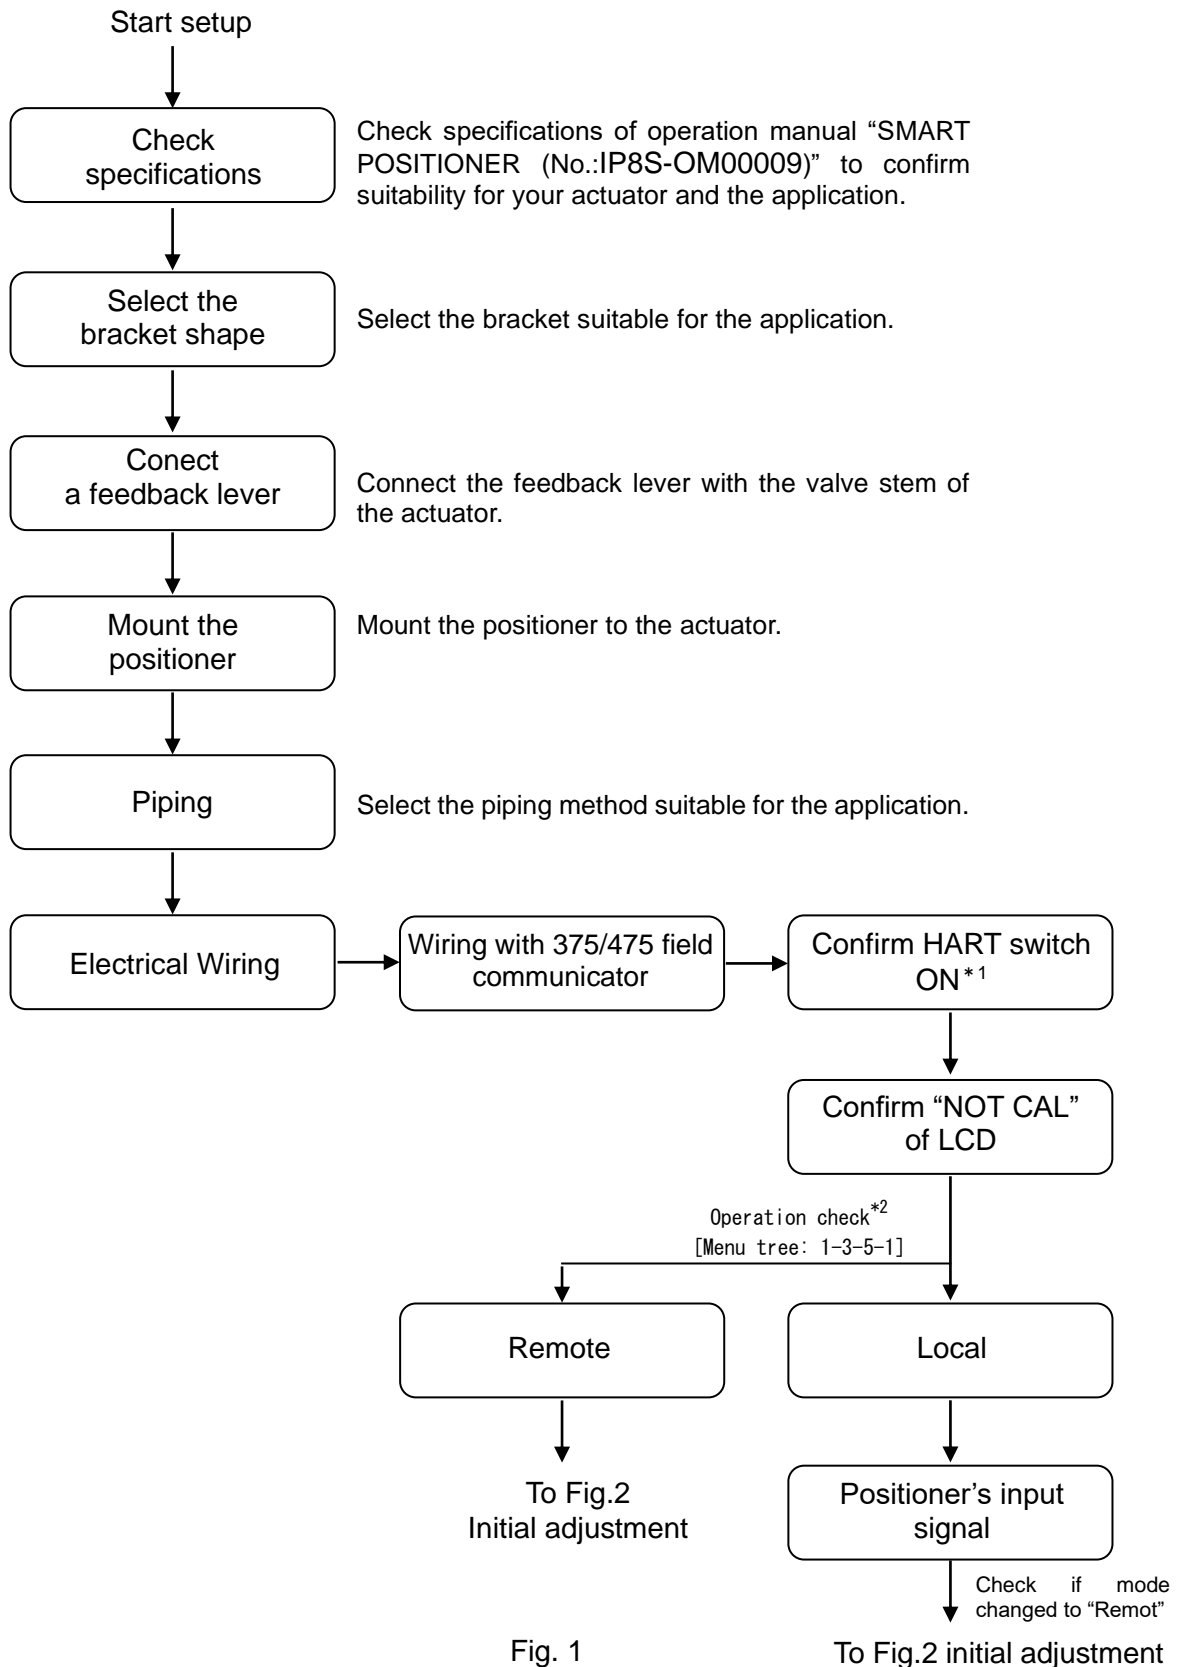 Start setup
Check
specifications
Check specifications of operation manual “SMART
POSITIONER (No.:IP8S-OM00009)” to confirm
suitability for your actuator and the application.
Select the
bracket shape
Select the bracket suitable for the application.
Conect
a feedback lever
Connect the feedback lever with the valve stem of
the actuator.
Mount the
positioner
Mount the positioner to the actuator.
Piping
Select the piping method suitable for the application.
Electrical Wiring
Wiring with 375/475 field
communicator
Confirm HART switch
ON*1
Confirm “NOT CAL”
of LCD
Operation check*2
[Menu tree: 1-3-5-1]
Remote
Local
To Fig.2
Initial adjustment
Positioner’s input
signal
Check if mode
changed to “Remot”
Fig. 1
To Fig.2 initial adjustment